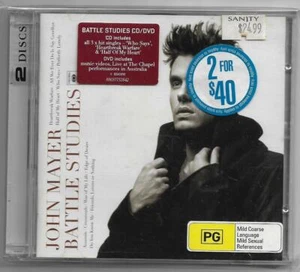 2 DISCS
JOHN MAYER
BATTLE STUDIES
BATTLE STUDIES CD/DVD
CD includes
all 3 x hit singles - 'Who Says',
'Heartbreak Warfare'
& 'Half Of My Heart'
DVD includes
music videos, Live at The Chapel
performances in Australia
+ more
SANITY
$24.99
2 FOR
$40
PG
Mild Coarse
Language
Mild Sexual
References